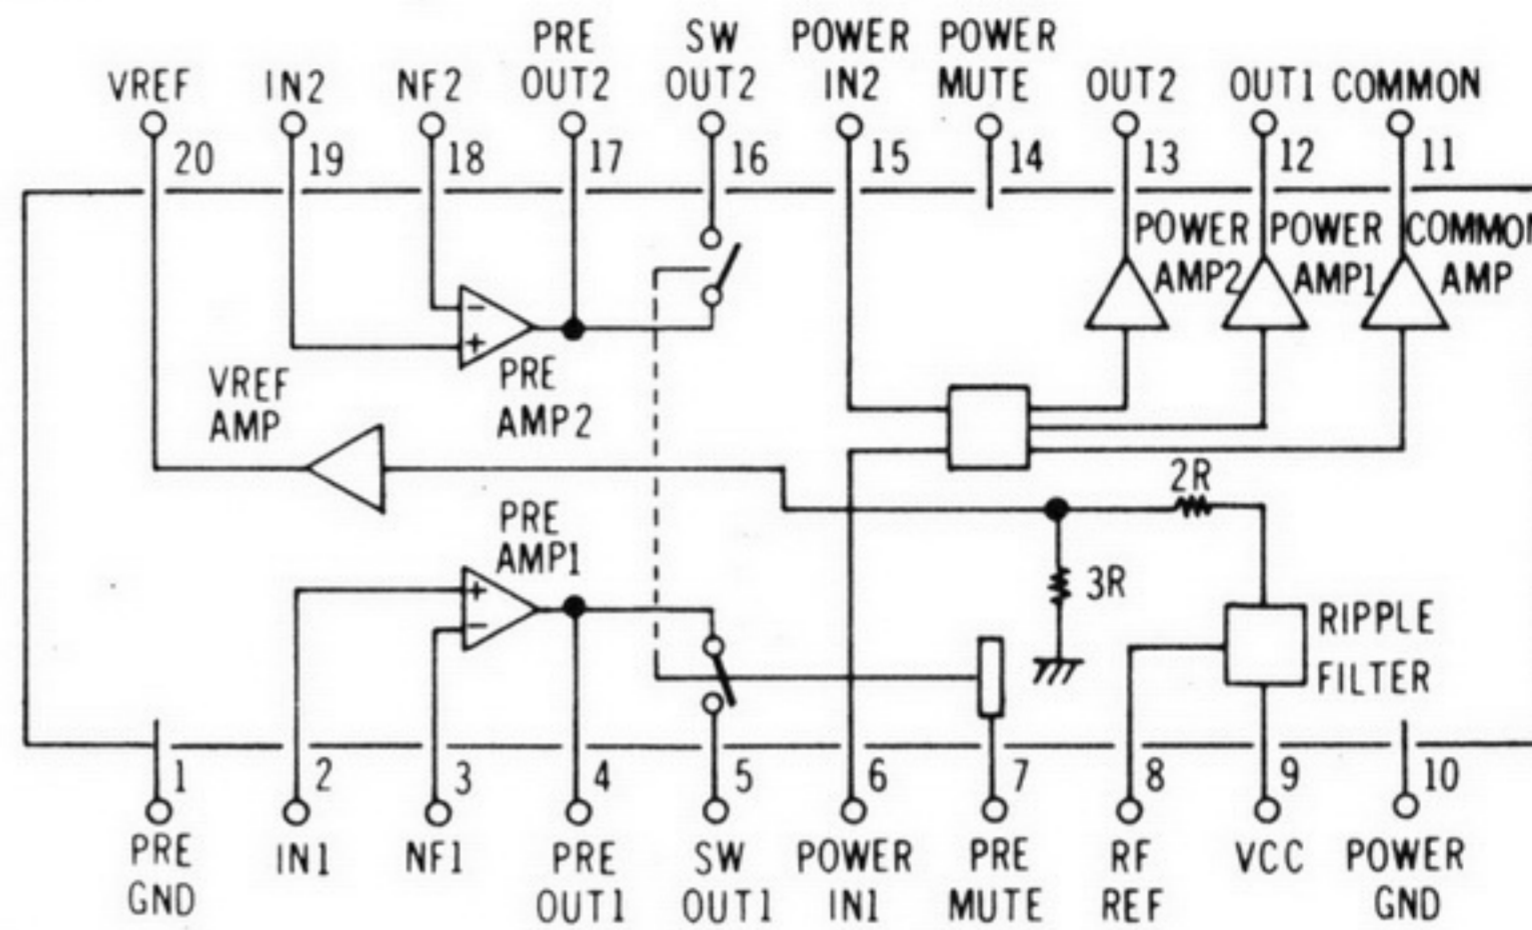 PRE SW POWER POWER
VREF IN2 NF2 OUT2 OUT2 IN2 MUTE OUT2 OUT1 COMMON
20 19 18 17 16 15 14 13 12 11
POWER POWER COMMON
AMP2 AMP1 AMP
−
+
VREF PRE
AMP AMP2
2R
PRE
AMP1
+ 3R
−
RIPPLE
FILTER
1 2 3 4 5 6 7 8 9 10
PRE IN1 NF1 PRE SW POWER PRE RF VCC POWER
GND OUT1 OUT1 IN1 MUTE REF GND